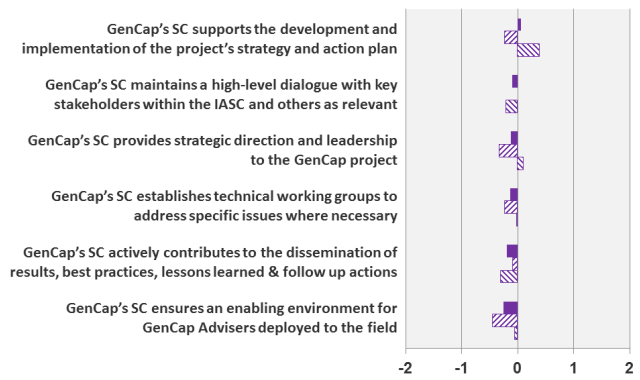 GenCap's SC supports the development and
implementation of the project's strategy and action plan
GenCap's SC maintains a high-level dialogue with key
stakeholders within the IASC and others as relevant
GenCap's SC provides strategic direction and leadership
to the GenCap project
GenCap's SC establishes technical working groups to
address specific issues where necessary
GenCap's SC actively contributes to the dissemination of
results, best practices, lessons learned & follow up actions
GenCap's SC ensures an enabling environment for
GenCap Advisers deployed to the field
-2 -1 0 1 2